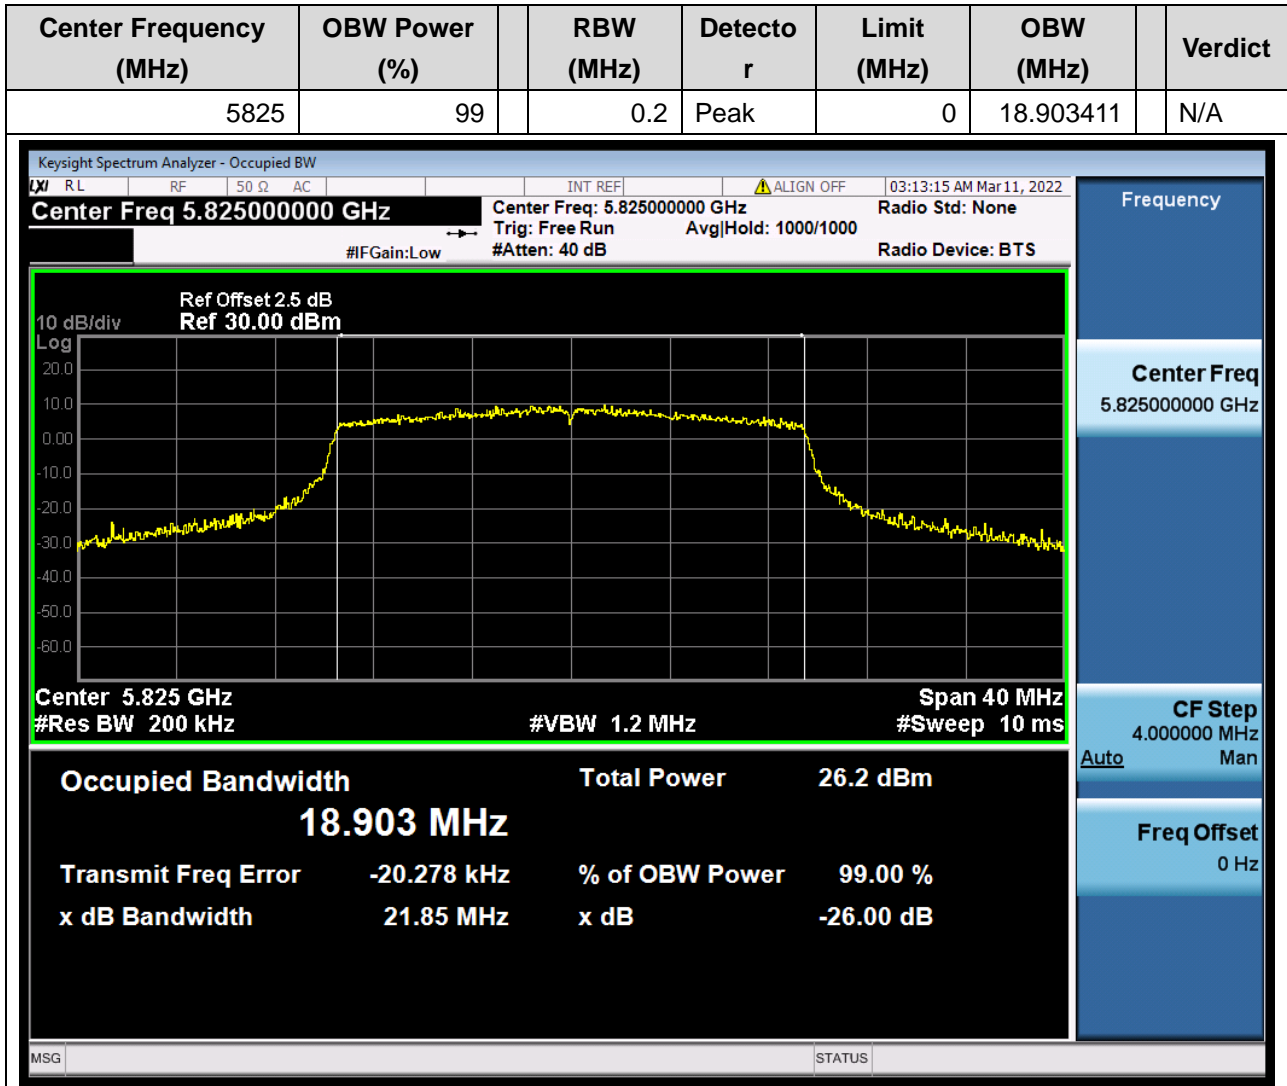 Center Frequency (MHz) OBW Power (%) RBW (MHz) Detector Limit (MHz) OBW (MHz) Verdict
5825 99 0.2 Peak 0 18.903411 N/A
Keysight Spectrum Analyzer - Occupied BW
LXI RL RF 50 Ω AC INT REF ALIGN OFF 03:13:15 AM Mar 11, 2022
Center Freq 5.825000000 GHz
Center Freq: 5.825000000 GHz
Radio Std: None
Trig: Free Run Avg|Hold: 1000/1000
#IFGain:Low
#Atten: 40 dB
Radio Device: BTS
Ref Offset 2.5 dB
10 dB/div Ref 30.00 dBm
Log
20.0
10.0
0.00
-10.0
-20.0
-30.0
-40.0
-50.0
-60.0
Center 5.825 GHz Span 40 MHz
#Res BW 200 kHz #VBW 1.2 MHz #Sweep 10 ms
Occupied Bandwidth Total Power 26.2 dBm
18.903 MHz
Transmit Freq Error -20.278 kHz % of OBW Power 99.00 %
x dB Bandwidth 21.85 MHz x dB -26.00 dB
Frequency
Center Freq
5.825000000 GHz
CF Step
4.000000 MHz
Auto Man
Freq Offset
0 Hz
MSG STATUS